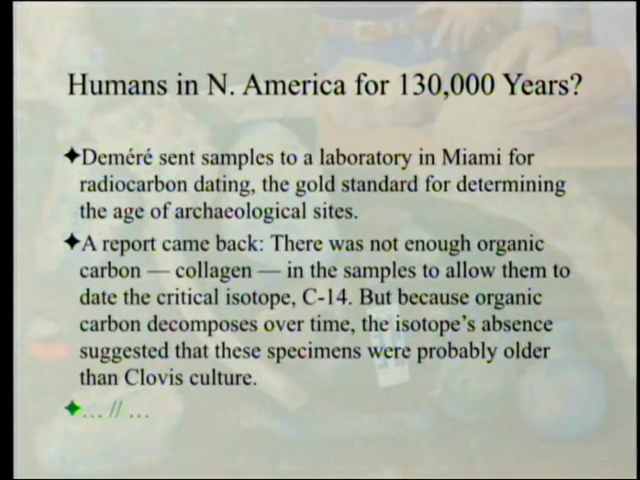 Humans in N. America for 130,000 Years?
✦Deméré sent samples to a laboratory in Miami for
radiocarbon dating, the gold standard for determining
the age of archaeological sites.
✦A report came back: There was not enough organic
carbon — collagen — in the samples to allow them to
date the critical isotope, C-14. But because organic
carbon decomposes over time, the isotope’s absence
suggested that these specimens were probably older
than Clovis culture.
✦… // …